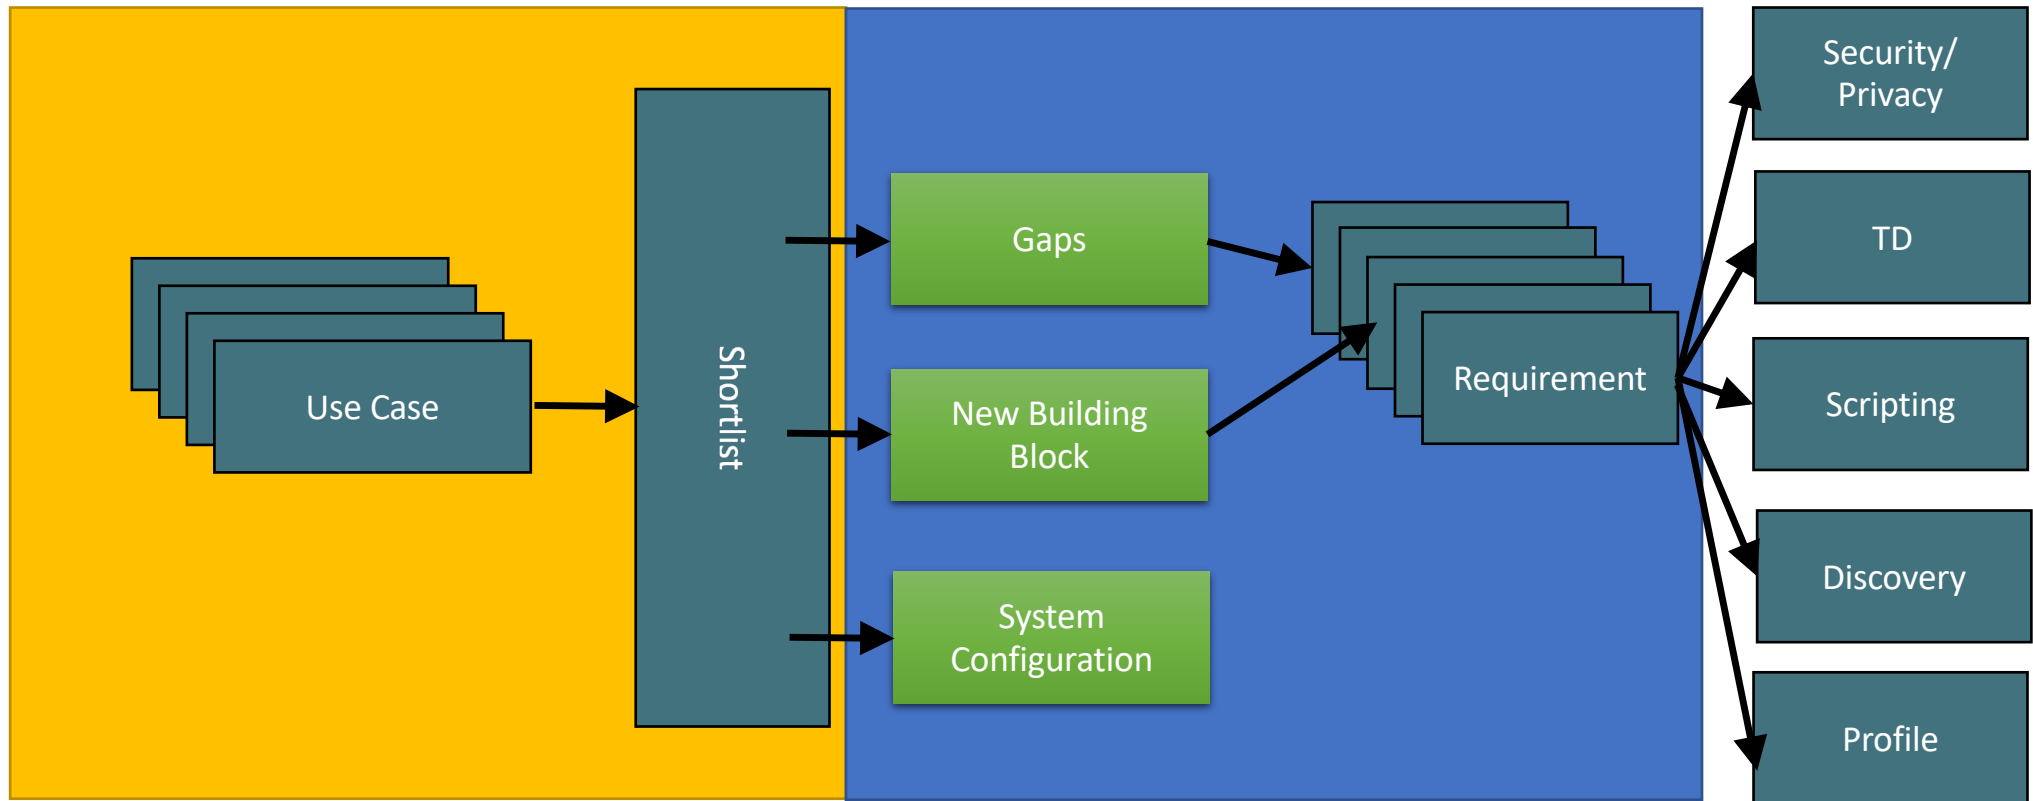 Use Case
Shortlist
Gaps
New Building
Block
System
Configuration
Requirement
Security/
Privacy
TD
Scripting
Discovery
Profile